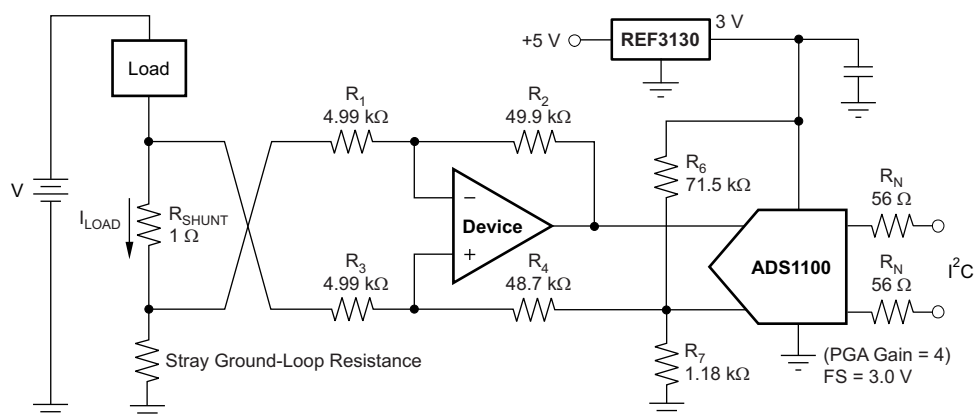 +5 V
REF3130
3 V
Load
V
I_LOAD
R_SHUNT
1 Ω
Stray Ground-Loop Resistance
R1
4.99 kΩ
R2
49.9 kΩ
−
Device
+
R3
4.99 kΩ
R4
48.7 kΩ
R6
71.5 kΩ
R7
1.18 kΩ
ADS1100
RN
56 Ω
RN
56 Ω
I²C
(PGA Gain = 4)
FS = 3.0 V